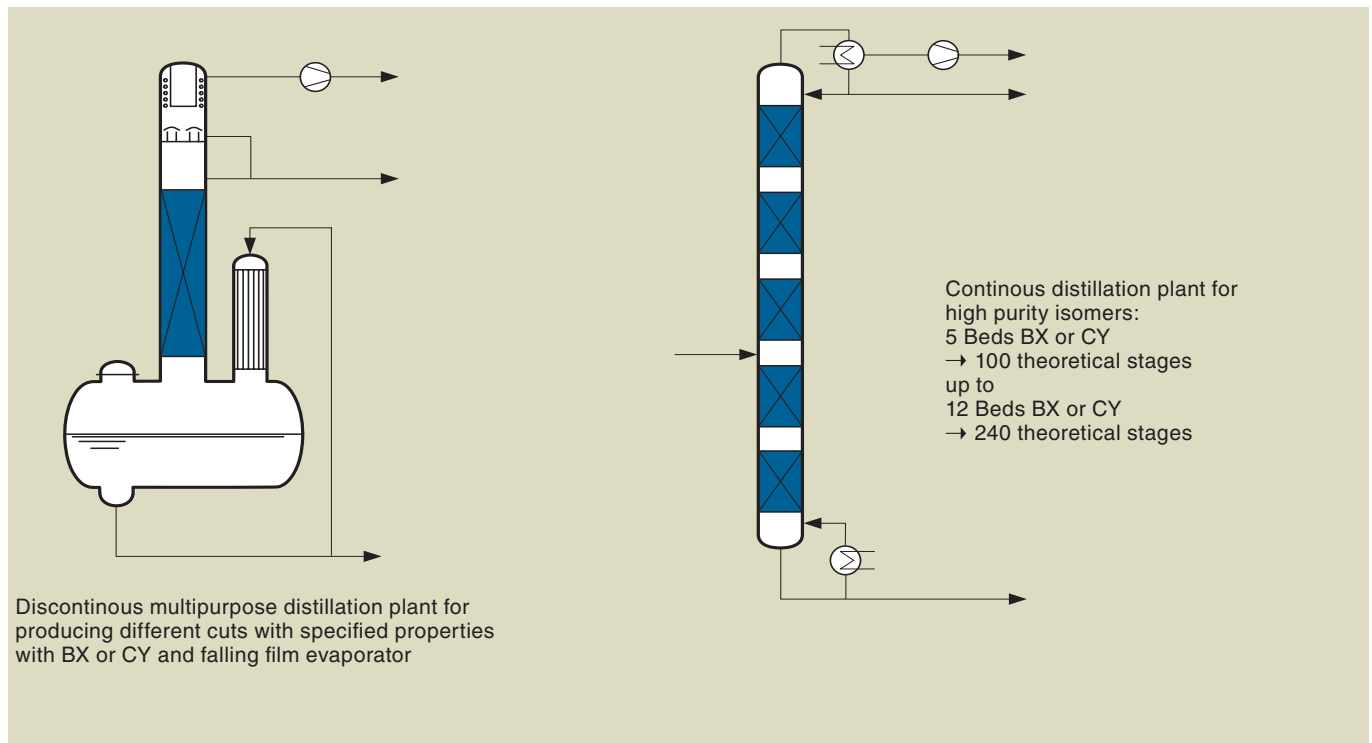 Discontinous multipurpose distillation plant for
producing different cuts with specified properties
with BX or CY and falling film evaporator
Continous distillation plant for
high purity isomers:
5 Beds BX or CY
→ 100 theoretical stages
up to
12 Beds BX or CY
→ 240 theoretical stages